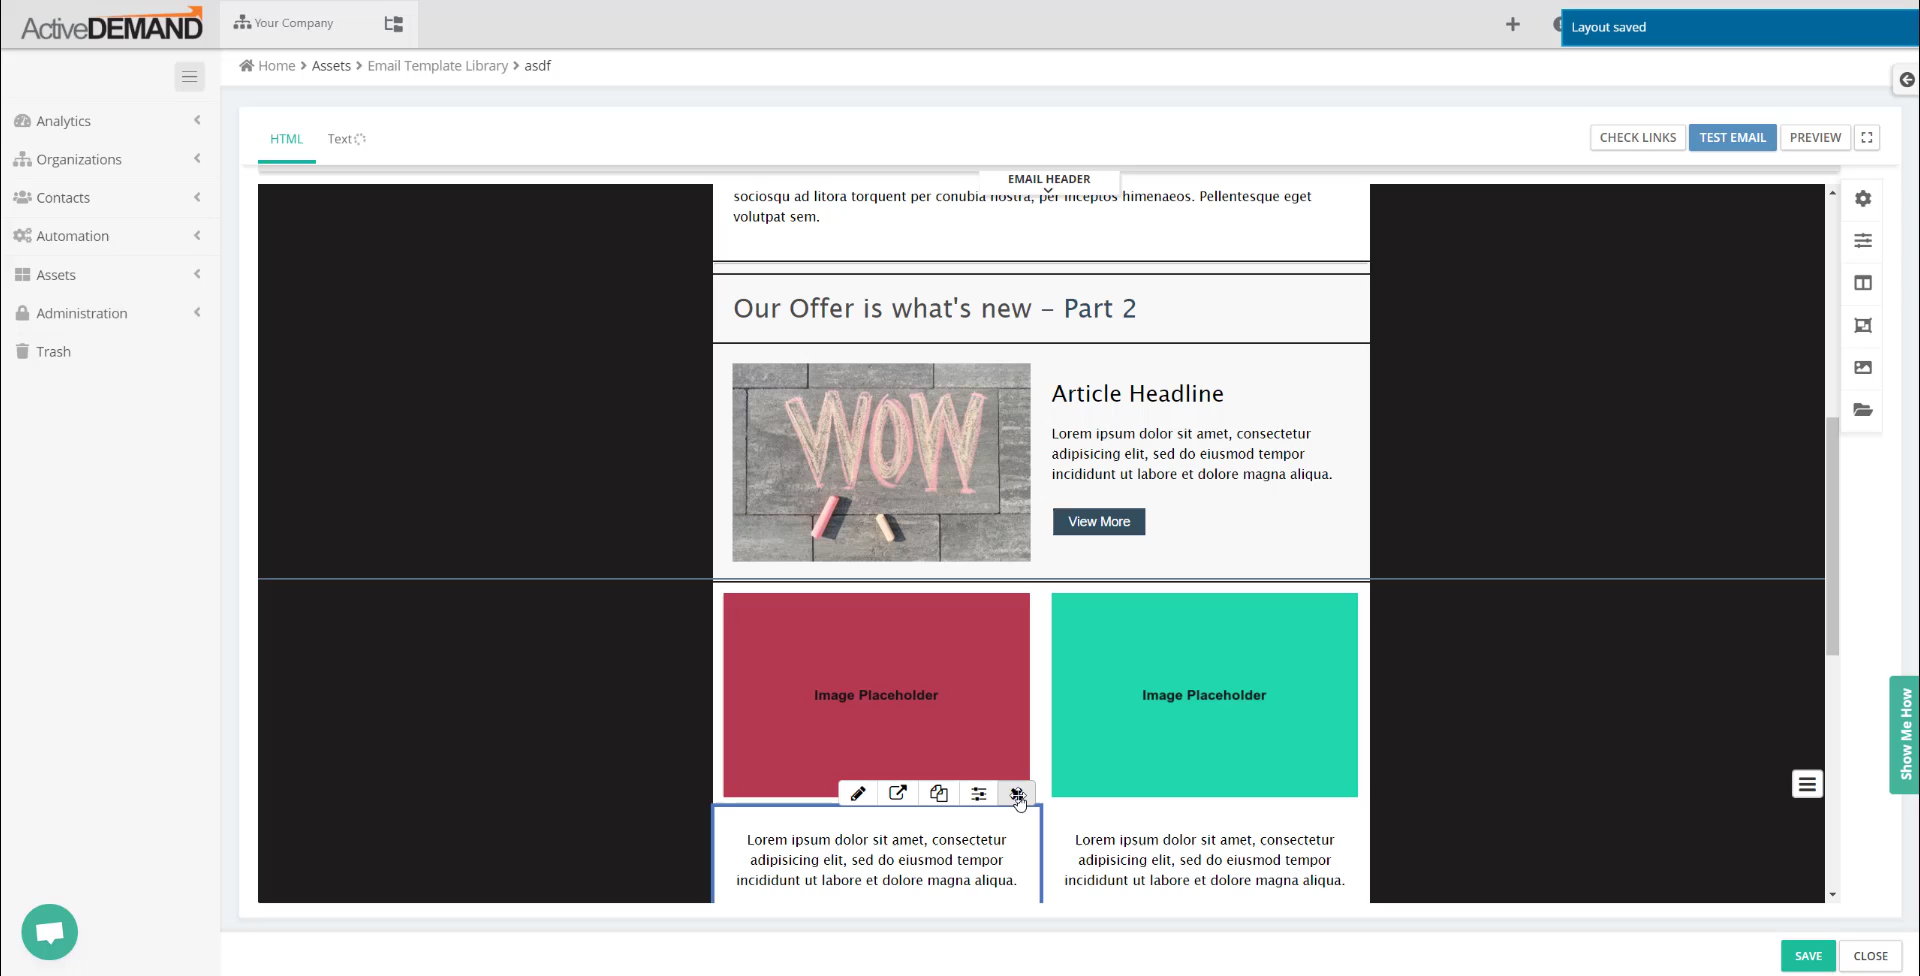 ActiveDEMAND
Your Company
Layout saved
Home > Assets > Email Template Library > asdf
Analytics
Organizations
Contacts
Automation
Assets
Administration
Trash
HTML
Text
CHECK LINKS
TEST EMAIL
PREVIEW
EMAIL HEADER
sociosqu ad litora torquent per conubia nostra, per inceptos himenaeos. Pellentesque eget
volutpat sem.
Our Offer is what's new – Part 2
WOW
Article Headline
Lorem ipsum dolor sit amet, consectetur
adipisicing elit, sed do eiusmod tempor
incididunt ut labore et dolore magna aliqua.
View More
Image Placeholder
Image Placeholder
Lorem ipsum dolor sit amet, consectetur
adipisicing elit, sed do eiusmod tempor
incididunt ut labore et dolore magna aliqua.
Lorem ipsum dolor sit amet, consectetur
adipisicing elit, sed do eiusmod tempor
incididunt ut labore et dolore magna aliqua.
Show Me How
SAVE
CLOSE